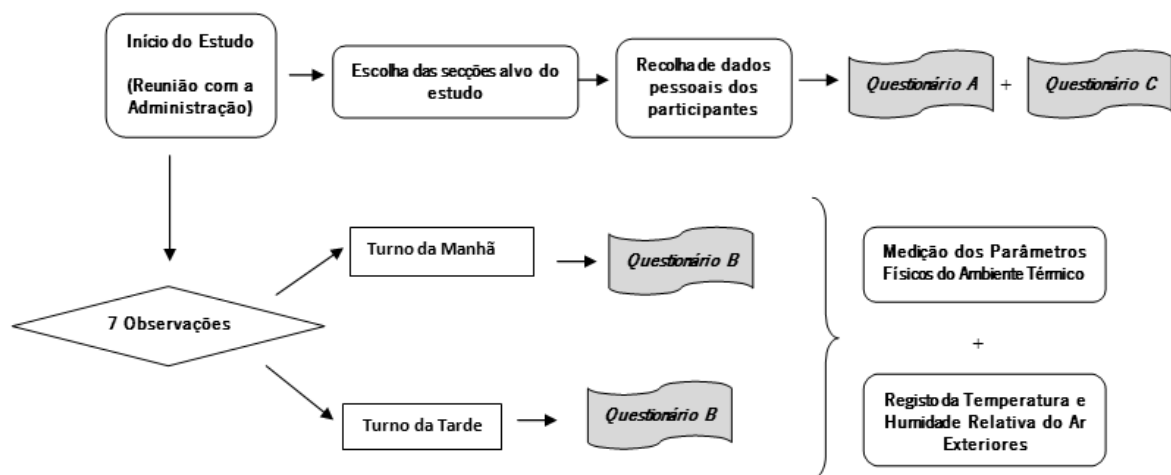 Início do Estudo
(Reunião com a
Administração)
Escolha das secções alvo do
estudo
Recolha de dados
pessoais dos
participantes
Questionário A
+
Questionário C
7 Observações
Turno da Manhã
Questionário B
Turno da Tarde
Questionário B
Medição dos Parâmetros
Físicos do Ambiente Térmico
+
Registo da Temperatura e
Humidade Relativa do Ar
Exteriores